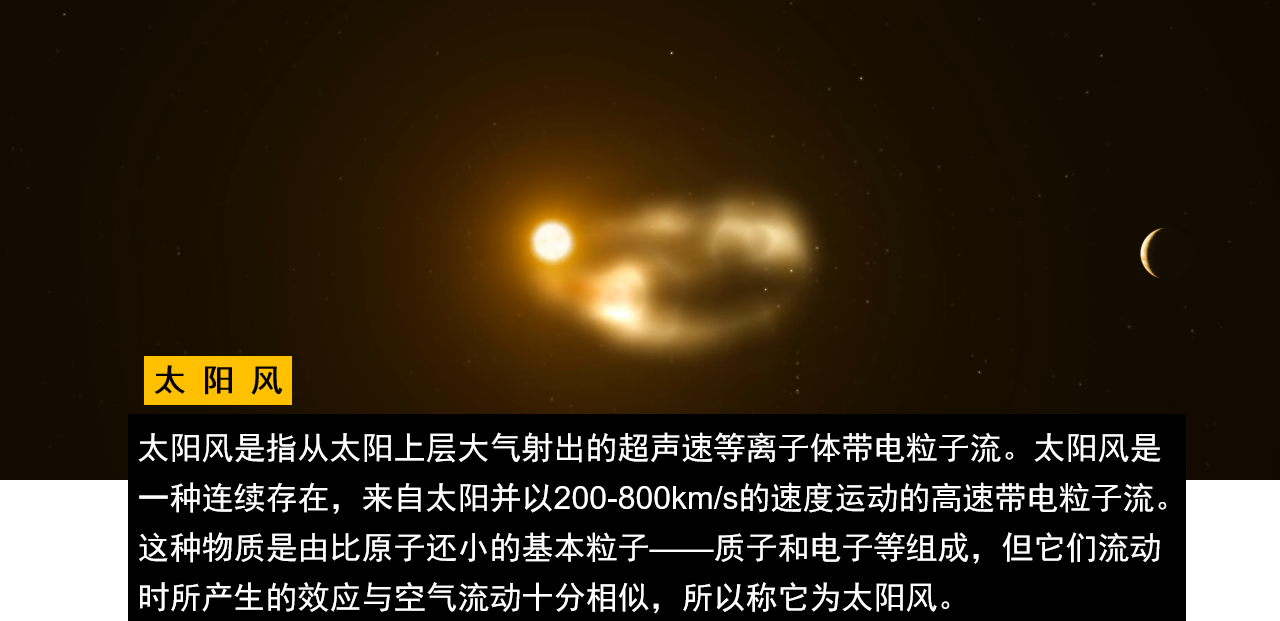 太 阳 风
太阳风是指从太阳上层大气射出的超声速等离子体带电粒子流。太阳风是
一种连续存在，来自太阳并以200-800km/s的速度运动的高速带电粒子流。
这种物质是由比原子还小的基本粒子——质子和电子等组成，但它们流动
时所产生的效应与空气流动十分相似，所以称它为太阳风。